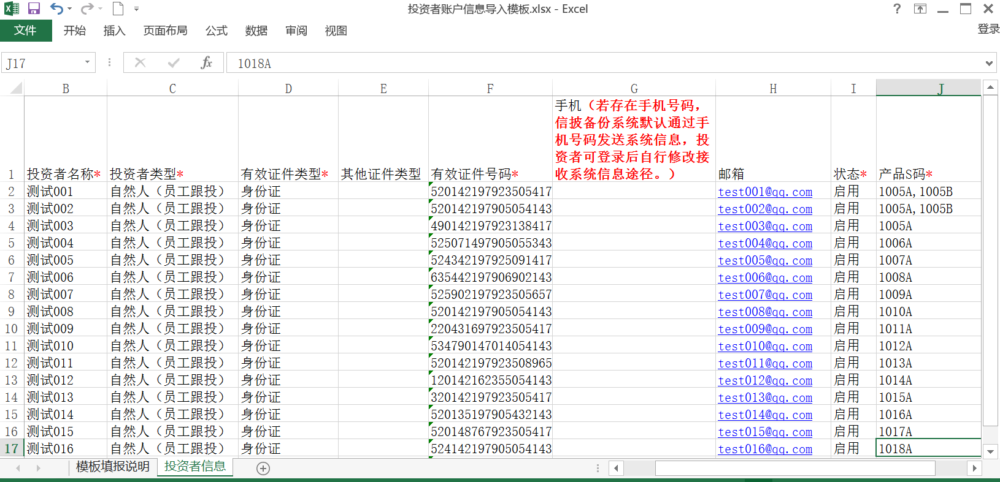 投资者账户信息导入模板.xlsx - Excel
文件 开始 插入 页面布局 公式 数据 审阅 视图 登录
J17 fx 1018A
B C D E F G H I J
1 投资者名称* 投资者类型* 有效证件类型* 其他证件类型 有效证件号码* 手机（若存在手机号码，信披备份系统默认通过手机号码发送系统信息，投资者可登录后自行修改接收系统信息途径。） 邮箱 状态* 产品S码*
2 测试001 自然人（员工跟投） 身份证 520142197923505417 test001@qq.com 启用 1005A,1005B
3 测试002 自然人（员工跟投） 身份证 520142197905054143 test002@qq.com 启用 1005A,1005B
4 测试003 自然人（员工跟投） 身份证 490142197923138417 test003@qq.com 启用 1005A
5 测试004 自然人（员工跟投） 身份证 525071497905055343 test004@qq.com 启用 1006A
6 测试005 自然人（员工跟投） 身份证 524342197925091417 test005@qq.com 启用 1007A
7 测试006 自然人（员工跟投） 身份证 635442197906902143 test006@qq.com 启用 1008A
8 测试007 自然人（员工跟投） 身份证 525902197923505657 test007@qq.com 启用 1009A
9 测试008 自然人（员工跟投） 身份证 520142197905054143 test008@qq.com 启用 1010A
10 测试009 自然人（员工跟投） 身份证 220431697923505417 test009@qq.com 启用 1011A
11 测试010 自然人（员工跟投） 身份证 534790147014054143 test010@qq.com 启用 1012A
12 测试011 自然人（员工跟投） 身份证 520142197923508965 test011@qq.com 启用 1013A
13 测试012 自然人（员工跟投） 身份证 120142162355054143 test012@qq.com 启用 1014A
14 测试013 自然人（员工跟投） 身份证 320142197923505417 test013@qq.com 启用 1015A
15 测试014 自然人（员工跟投） 身份证 520135197905432143 test014@qq.com 启用 1016A
16 测试015 自然人（员工跟投） 身份证 520148767923505417 test015@qq.com 启用 1017A
17 测试016 自然人（员工跟投） 身份证 524142197923505417 test016@qq.com 启用 1018A
模板填报说明 投资者信息